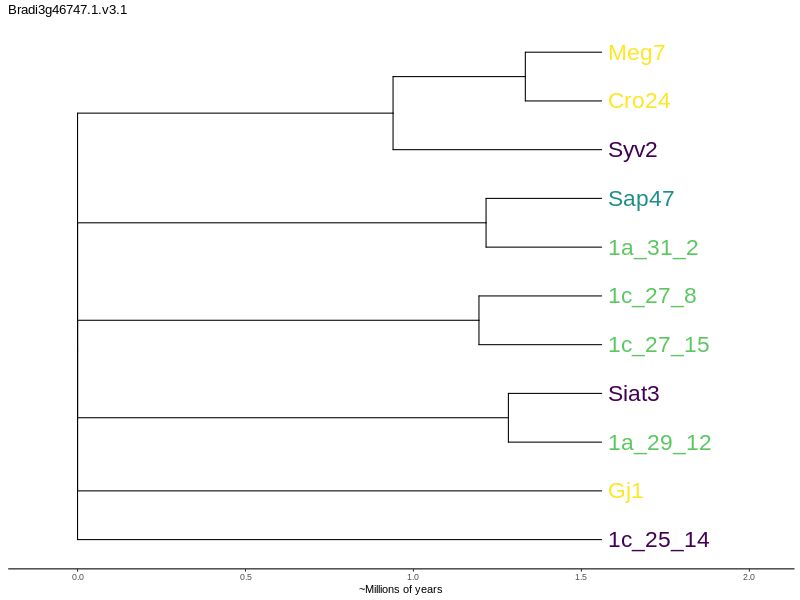 Bradi3g46747.1.v3.1
Meg7
Cro24
Syv2
Sap47
1a_31_2
1c_27_8
1c_27_15
Siat3
1a_29_12
Gj1
1c_25_14
0.0 0.5 1.0 1.5 2.0
~Millions of years